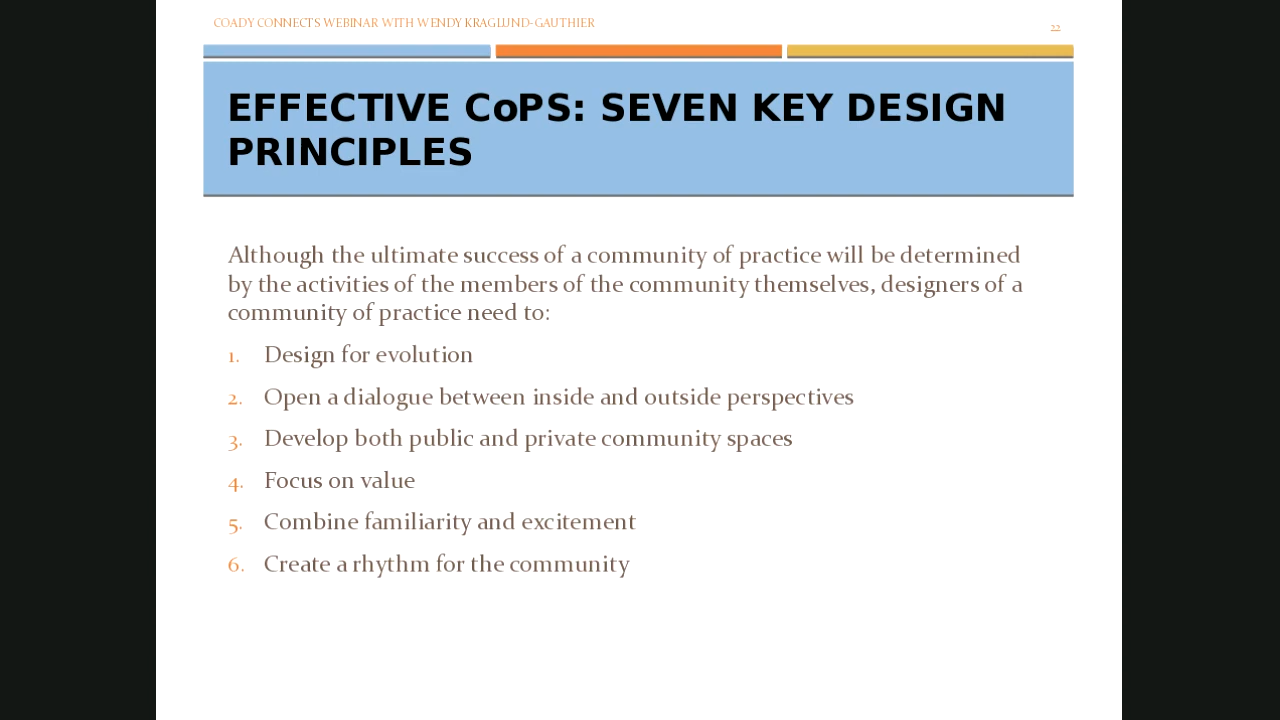 COADY CONNECTS WEBINAR WITH WENDY KRAGLUND-GAUTHIER
22
EFFECTIVE CoPS: SEVEN KEY DESIGN
PRINCIPLES
Although the ultimate success of a community of practice will be determined
by the activities of the members of the community themselves, designers of a
community of practice need to:
1. Design for evolution
2. Open a dialogue between inside and outside perspectives
3. Develop both public and private community spaces
4. Focus on value
5. Combine familiarity and excitement
6. Create a rhythm for the community